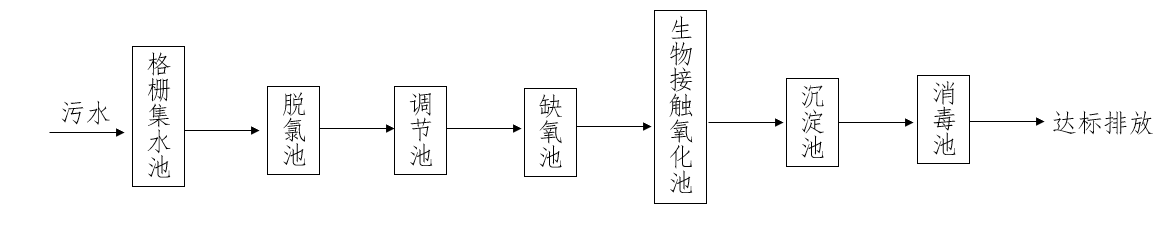 污水
格栅集水池
脱氯池
调节池
缺氧池
生物接触氧化池
沉淀池
消毒池
达标排放